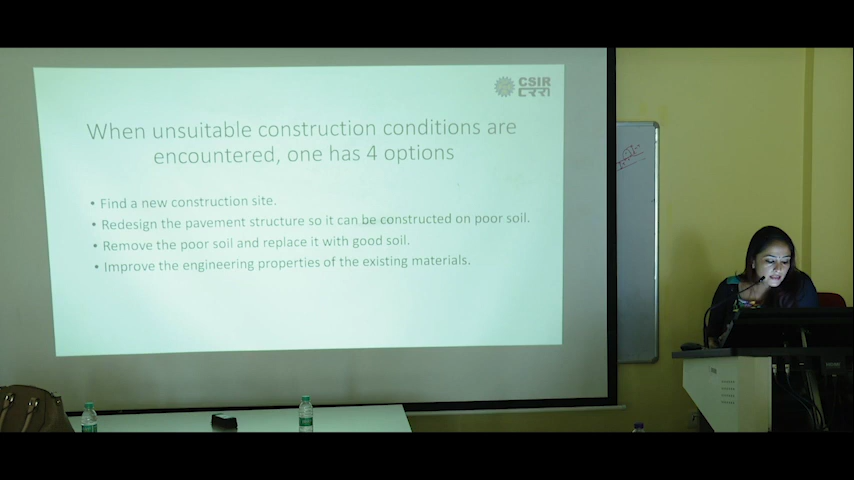 CSIR
When unsuitable construction conditions are
encountered, one has 4 options
• Find a new construction site.
• Redesign the pavement structure so it can be constructed on poor soil.
• Remove the poor soil and replace it with good soil.
• Improve the engineering properties of the existing materials.